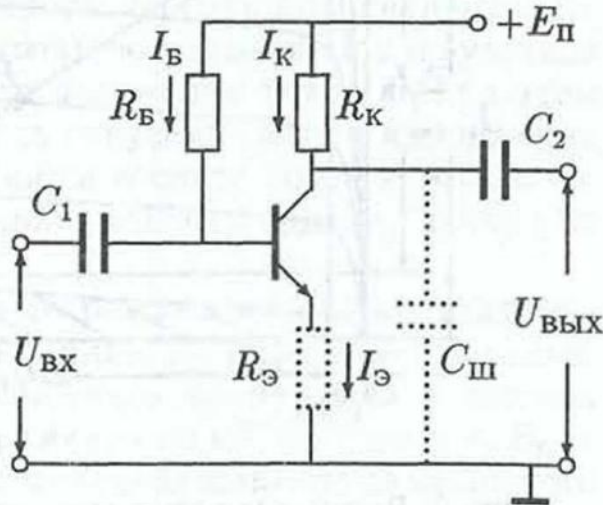 +E_П
I_Б I_К
R_Б R_К
C_2
C_1
U_ВХ
R_Э I_Э C_Ш U_ВЫХ